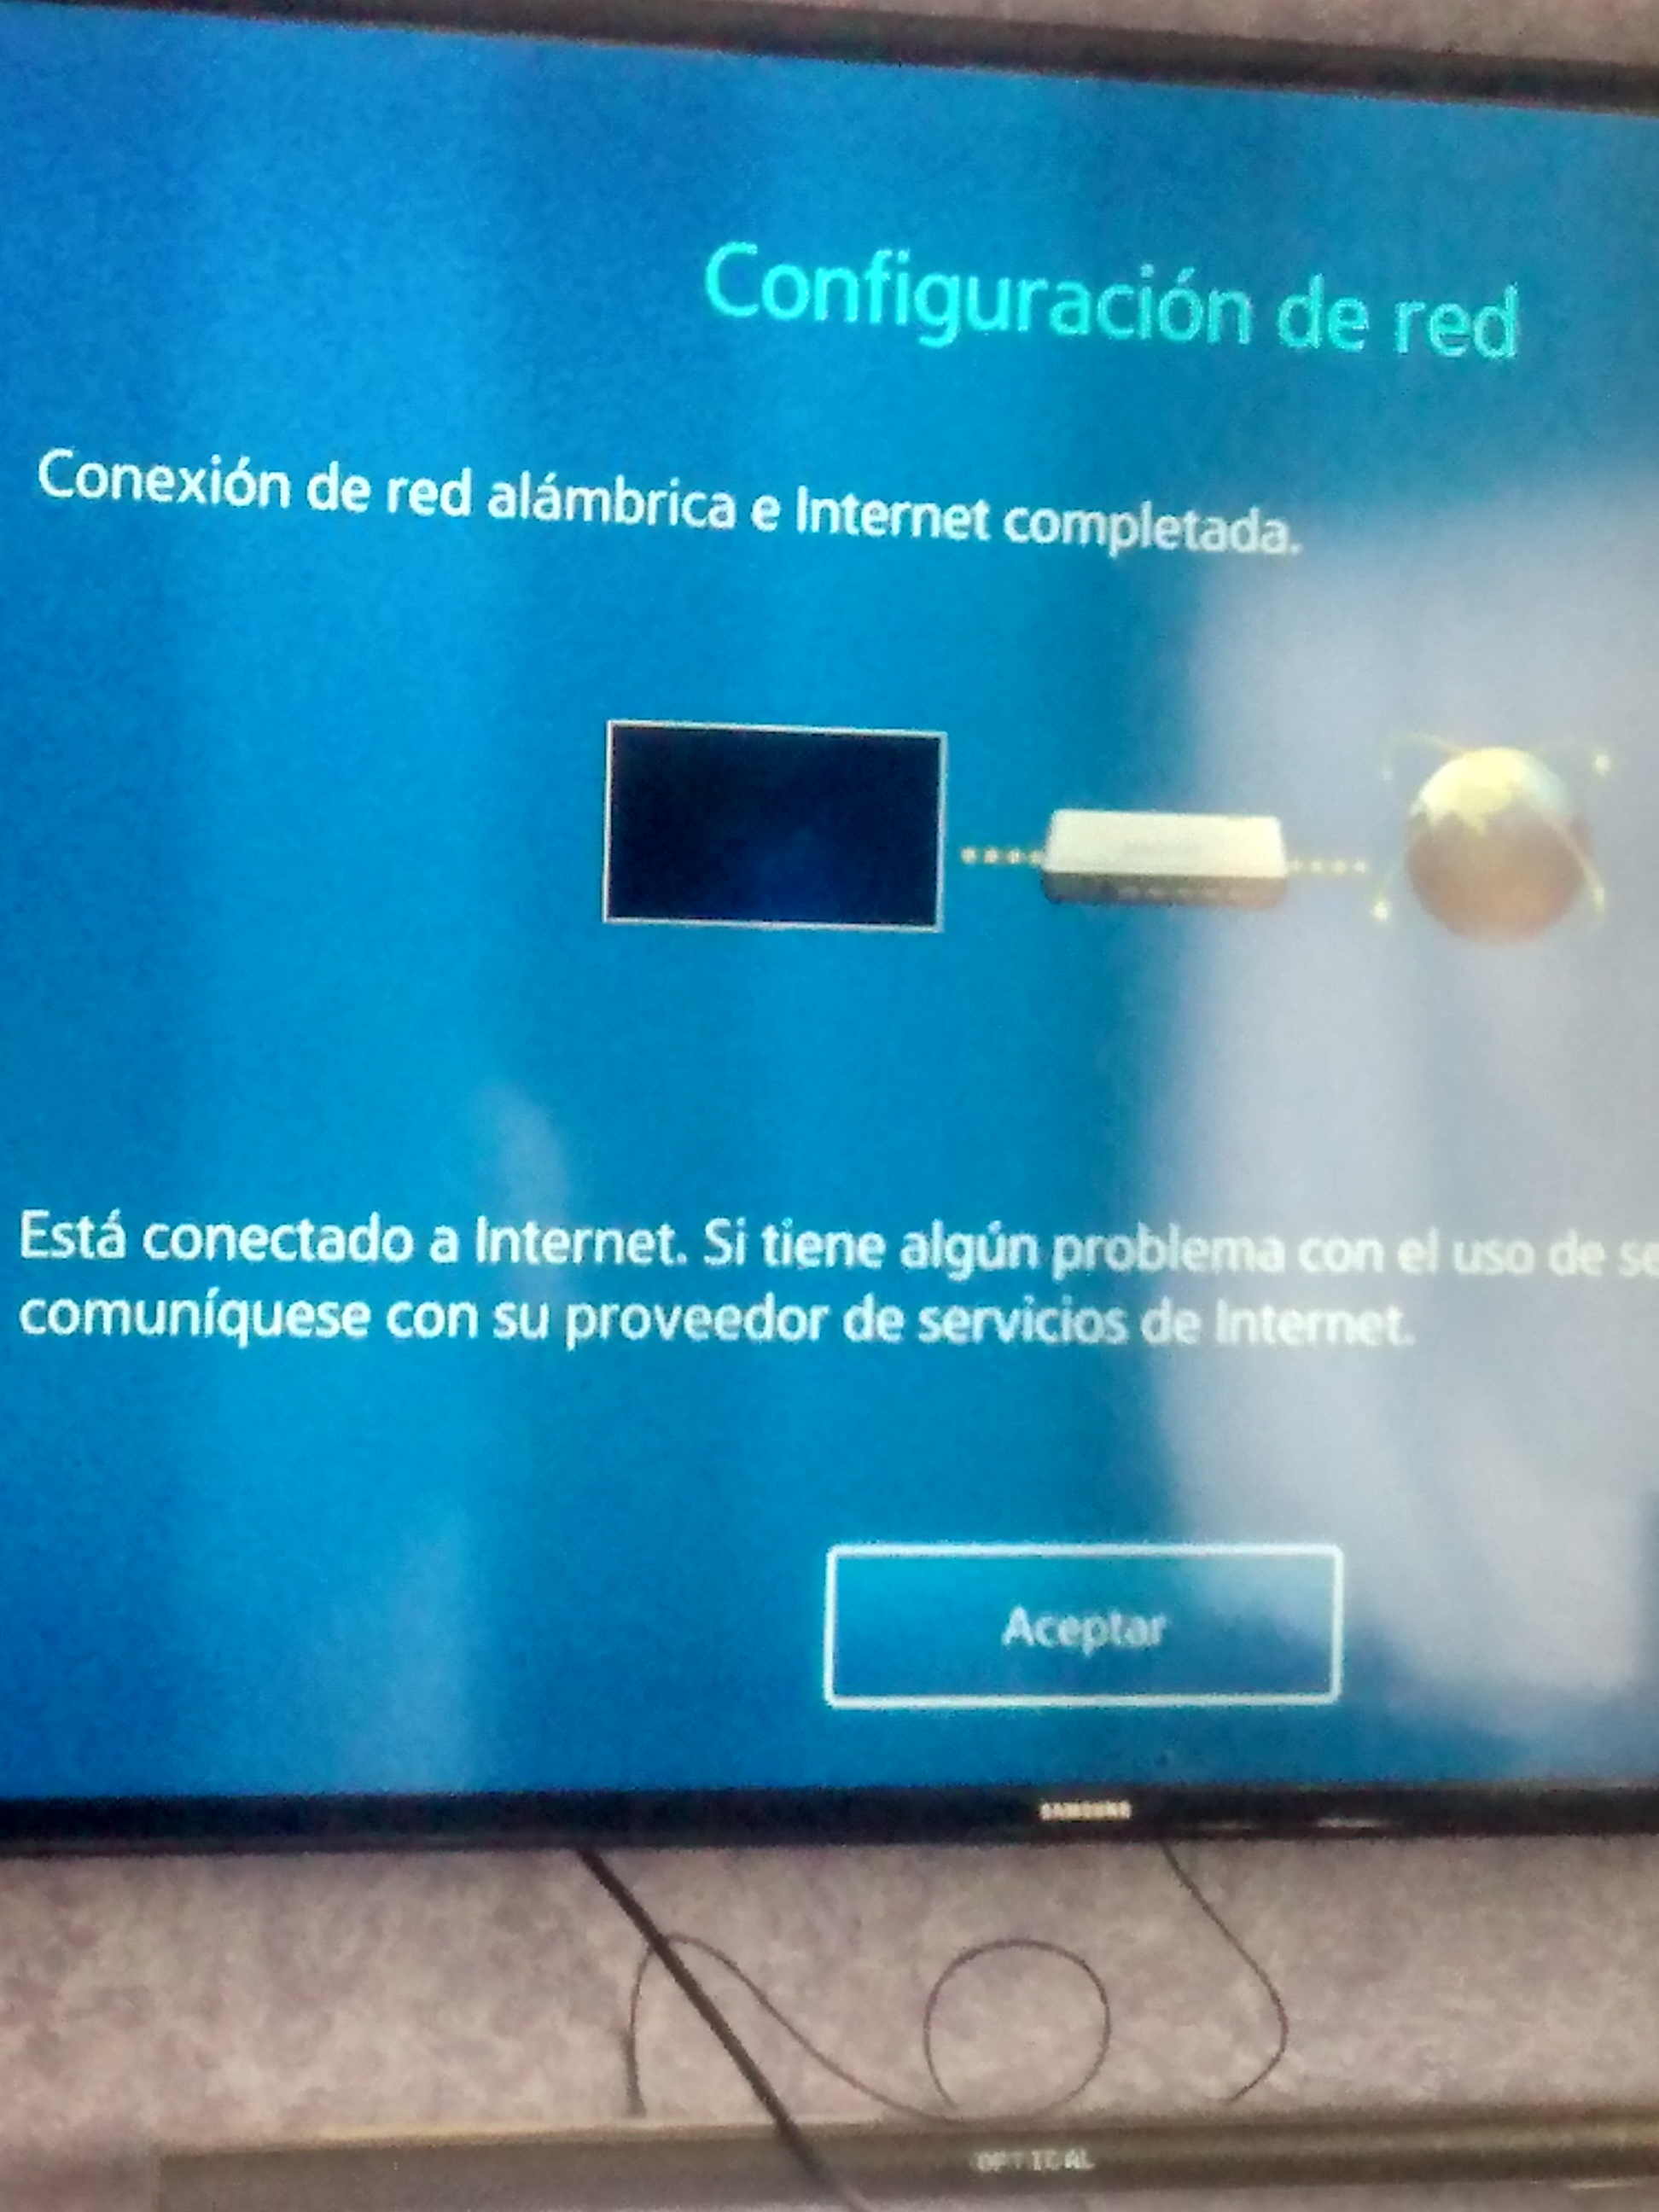 Configuración de red
Conexión de red alámbrica e Internet completada.
Está conectado a Internet. Si tiene algún problema con el uso de se
comuníquese con su proveedor de servicios de Internet.
Aceptar
SAMSUNG
OPTICAL